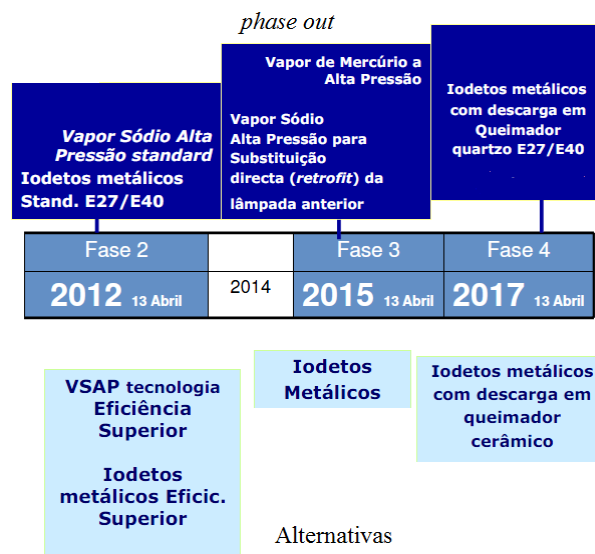 phase out
Vapor Sódio Alta
Pressão standard
Iodetos metálicos
Stand. E27/E40
Vapor de Mercúrio a
Alta Pressão
Vapor Sódio
Alta Pressão para
Substituição
directa (retrofit) da
lâmpada anterior
Iodetos metálicos
com descarga em
Queimador
quartzo E27/E40
Fase 2
Fase 3
Fase 4
2012 13 Abril
2014
2015 13 Abril
2017 13 Abril
VSAP tecnologia
Eficiência
Superior
Iodetos
metálicos Eficic.
Superior
Iodetos
Metálicos
Iodetos metálicos
com descarga em
queimador
cerâmico
Alternativas